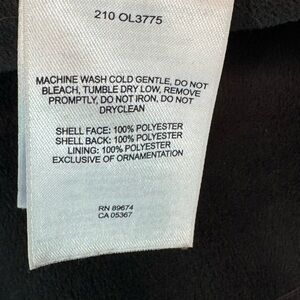 210 OL3775
MACHINE WASH COLD GENTLE, DO NOT
BLEACH, TUMBLE DRY LOW, REMOVE
PROMPTLY, DO NOT IRON, DO NOT
DRYCLEAN
SHELL FACE: 100% POLYESTER
SHELL BACK: 100% POLYESTER
LINING: 100% POLYESTER
EXCLUSIVE OF ORNAMENTATION
RN 89674
CA 05367